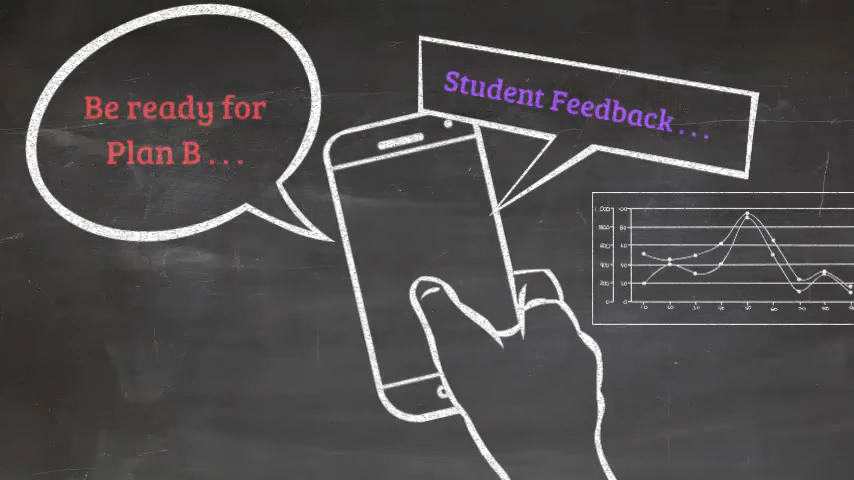 Be ready for
Plan B . . .
Student Feedback . . .